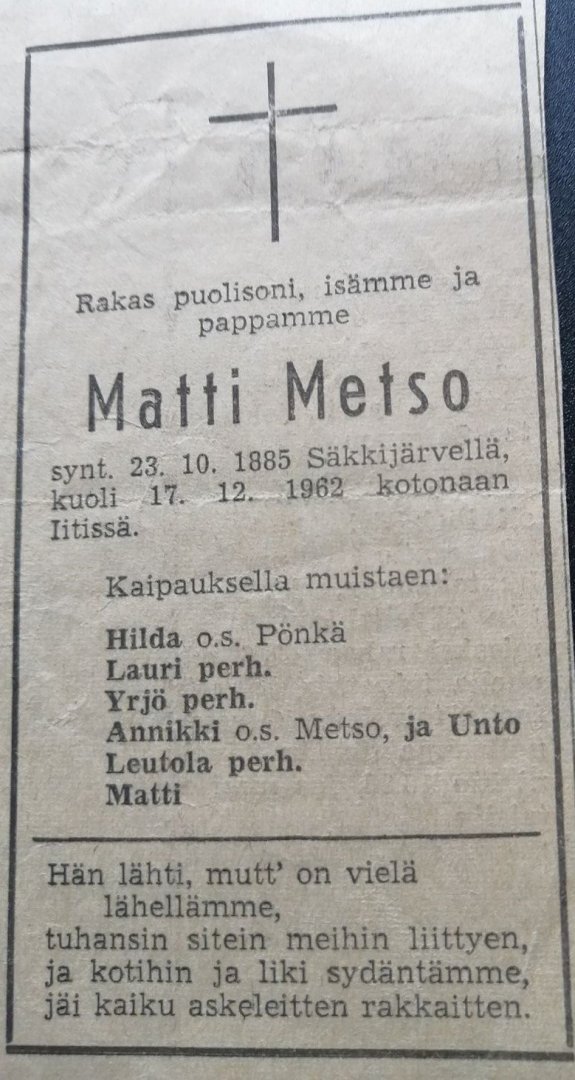 Rakas puolisoni, isämme ja
pappamme
Matti Metso
synt. 23. 10. 1885 Säkkijärvellä,
kuoli 17. 12. 1962 kotonaan
Iitissä.
Kaipauksella muistaen:
Hilda o.s. Pönkä
Lauri perh.
Yrjö perh.
Annikki o.s. Metso, ja Unto
Leutola perh.
Matti
Hän lähti, mutt' on vielä
lähellämme,
tuhansin sitein meihin liittyen,
ja kotihin ja liki sydäntämme,
jäi kaiku askeleitten rakkaitten.